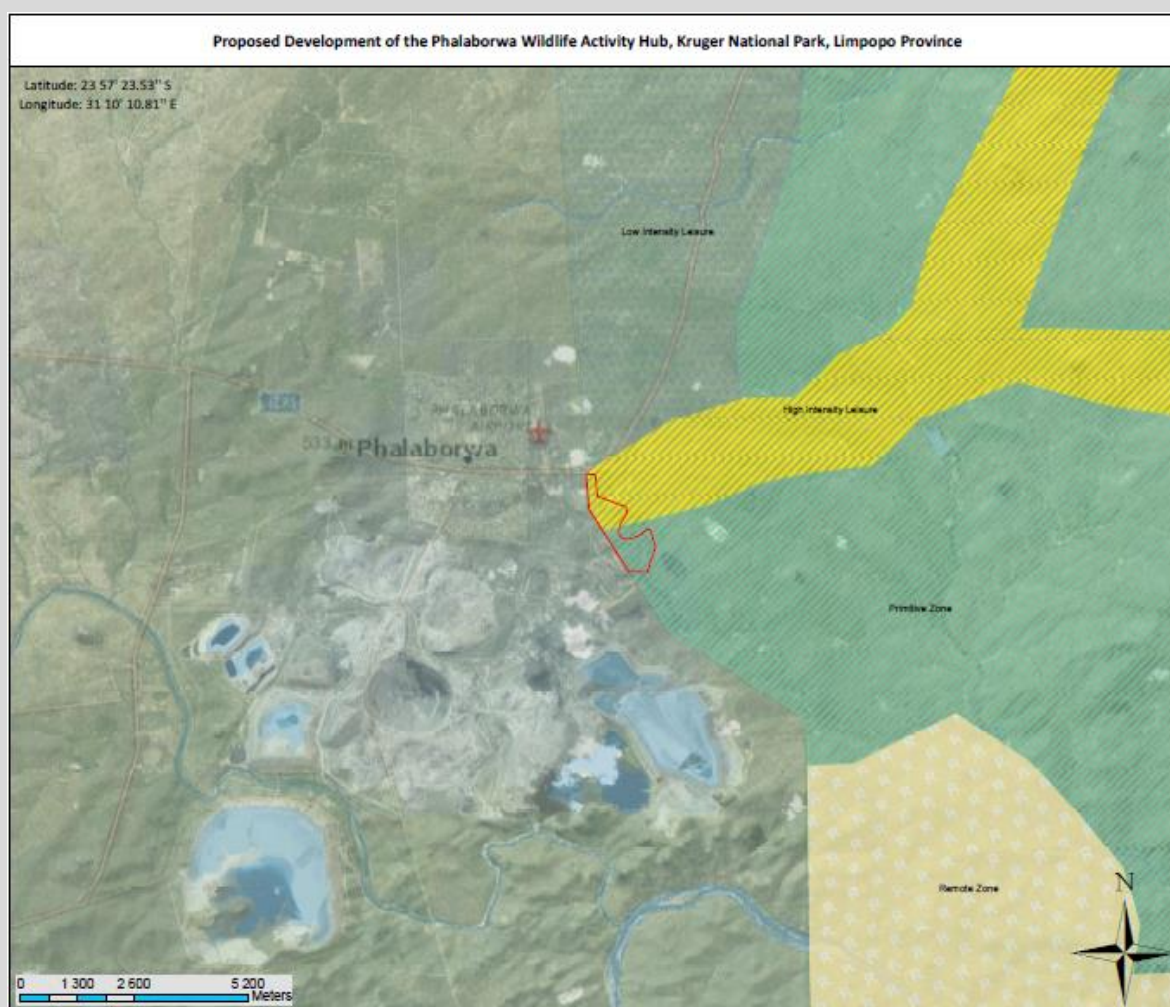 Proposed Development of the Phalaborwa Wildlife Activity Hub, Kruger National Park, Limpopo Province
Latitude: 23 57' 23.53" S
Longitude: 31 10' 10.81" E
Low Intensity Leisure
High Intensity Leisure
PHALABORWA
AIRPORT
Phalaborwa
Primitive Zone
Remote Zone
N
0 1 300 2 600 5 200
Meters